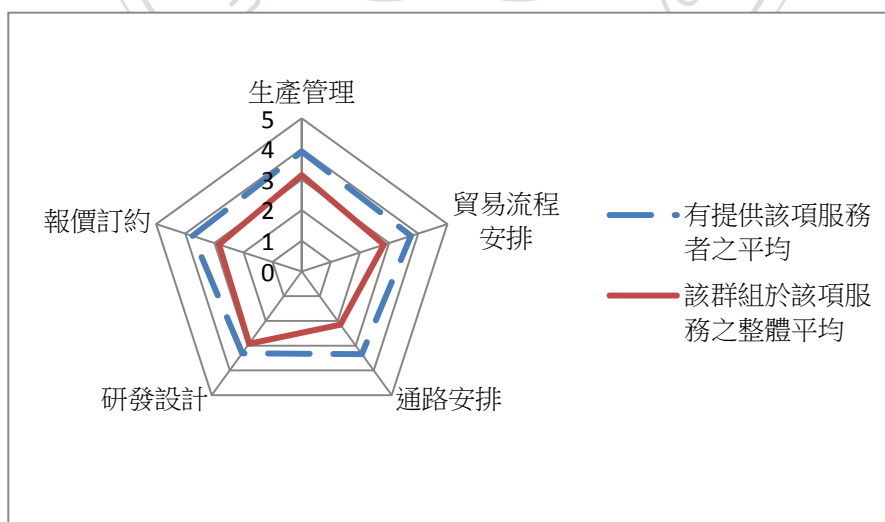 生產管理
5
4
3
2
1
0
貿易流程
安排
通路安排
研發設計
報價訂約
有提供該項服務
者之平均
該群組於該項服
務之整體平均